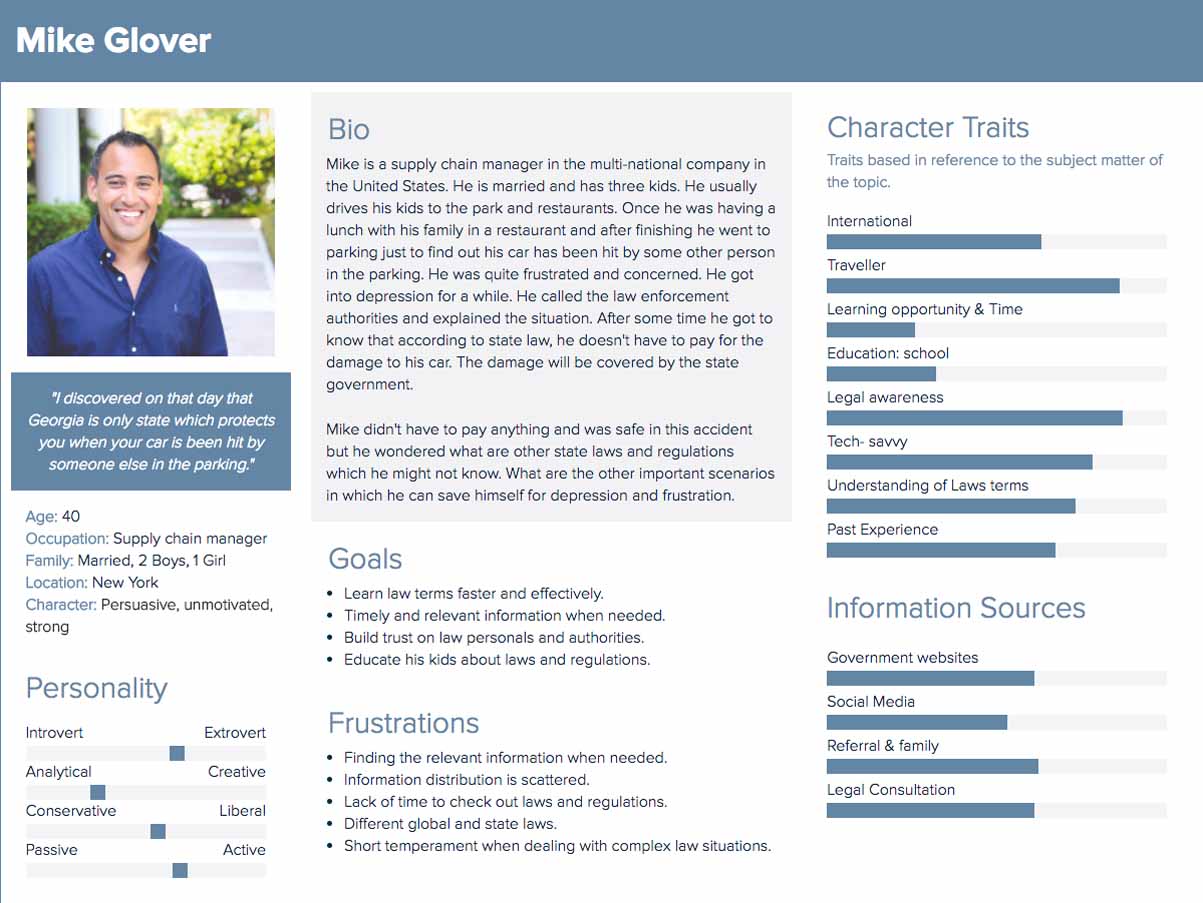 Mike Glover
"I discovered on that day that
Georgia is only state which protects
you when your car is been hit by
someone else in the parking."
Age: 40
Occupation: Supply chain manager
Family: Married, 2 Boys, 1 Girl
Location: New York
Character: Persuasive, unmotivated,
strong
Personality
Introvert Extrovert
Analytical Creative
Conservative Liberal
Passive Active
Bio
Mike is a supply chain manager in the multi-national company in
the United States. He is married and has three kids. He usually
drives his kids to the park and restaurants. Once he was having a
lunch with his family in a restaurant and after finishing he went to
parking just to find out his car has been hit by some other person
in the parking. He was quite frustrated and concerned. He got
into depression for a while. He called the law enforcement
authorities and explained the situation. After some time he got to
know that according to state law, he doesn't have to pay for the
damage to his car. The damage will be covered by the state
government.
Mike didn't have to pay anything and was safe in this accident
but he wondered what are other state laws and regulations
which he might not know. What are the other important scenarios
in which he can save himself for depression and frustration.
Goals
• Learn law terms faster and effectively.
• Timely and relevant information when needed.
• Build trust on law personals and authorities.
• Educate his kids about laws and regulations.
Frustrations
• Finding the relevant information when needed.
• Information distribution is scattered.
• Lack of time to check out laws and regulations.
• Different global and state laws.
• Short temperament when dealing with complex law situations.
Character Traits
Traits based in reference to the subject matter of
the topic.
International
Traveller
Learning opportunity & Time
Education: school
Legal awareness
Tech- savvy
Understanding of Laws terms
Past Experience
Information Sources
Government websites
Social Media
Referral & family
Legal Consultation